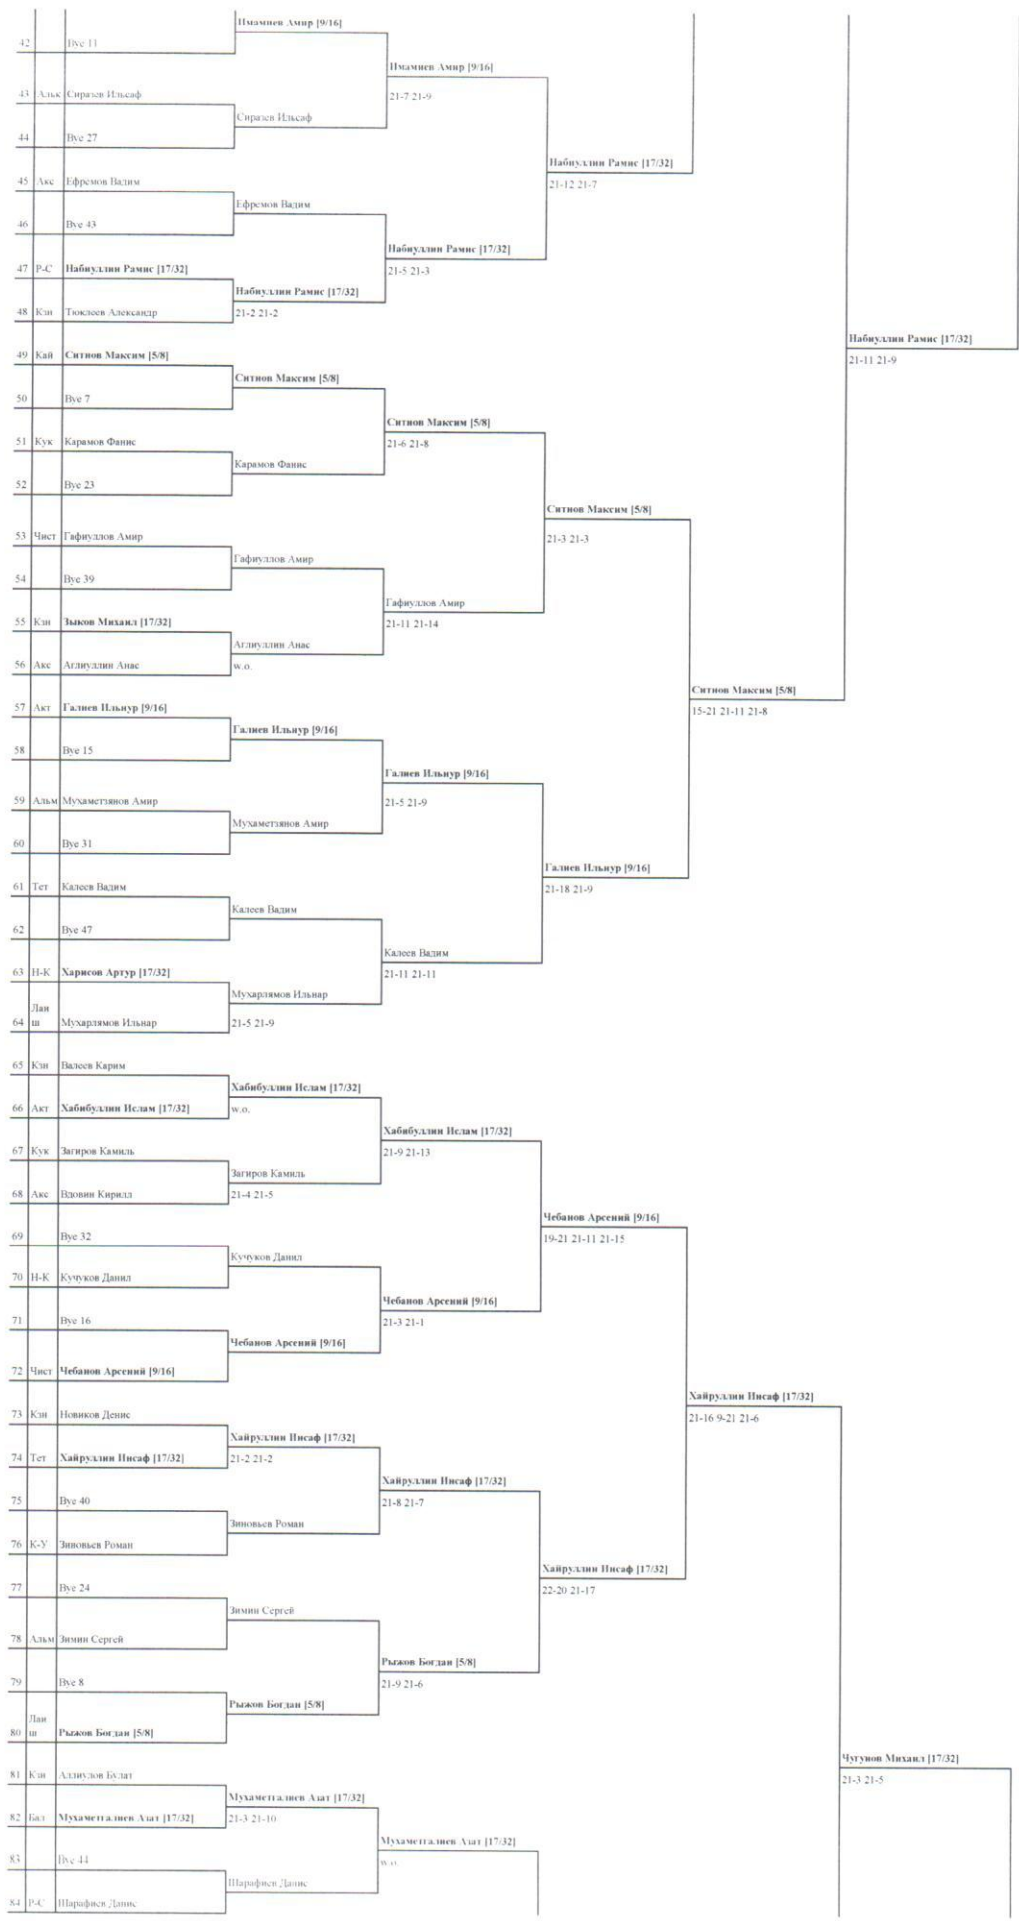 Имамиев Амир [9/16]
42 Bye 11
Имамиев Амир [9/16]
43 Альк Сиразев Ильсаф
21-7 21-9
Сиразев Ильсаф
44 Bye 27
Набиуллин Рамис [17/32]
45 Акс Ефремов Вадим
21-12 21-7
Ефремов Вадим
46 Bye 43
Набиуллин Рамис [17/32]
47 Р-С Набиуллин Рамис [17/32]
21-5 21-3
Набиуллин Рамис [17/32]
48 Кзн Тюклеев Александр
21-2 21-2
Набиуллин Рамис [17/32]
49 Кай Ситнов Максим [5/8]
21-11 21-9
Ситнов Максим [5/8]
50 Bye 7
Ситнов Максим [5/8]
51 Кук Карамов Фанис
21-6 21-8
Карамов Фанис
52 Bye 23
Ситнов Максим [5/8]
53 Чист Гафиуллов Амир
21-3 21-3
Гафиуллов Амир
54 Bye 39
Гафиуллов Амир
55 Кзн Зыков Михаил [17/32]
21-11 21-14
Аглиуллин Анас
56 Акс Аглиуллин Анас
w.o.
Ситнов Максим [5/8]
57 Акт Галиев Ильнур [9/16]
15-21 21-11 21-8
Галиев Ильнур [9/16]
58 Bye 15
Галиев Ильнур [9/16]
59 Альм Мухаметзянов Амир
21-5 21-9
Мухаметзянов Амир
60 Bye 31
Галиев Ильнур [9/16]
61 Тет Калеев Вадим
21-18 21-9
Калеев Вадим
62 Bye 47
Калеев Вадим
63 Н-К Харисов Артур [17/32]
21-11 21-11
Мухарлямов Ильнар
Лаи
64 ш Мухарлямов Ильнар
21-5 21-9
65 Кзн Валеев Карим
Хабибуллин Ислам [17/32]
66 Акт Хабибуллин Ислам [17/32]
w.o.
Хабибуллин Ислам [17/32]
67 Кук Загиров Камиль
21-9 21-13
Загиров Камиль
68 Акс Вдовин Кирилл
21-4 21-5
Чебанов Арсений [9/16]
69 Bye 32
19-21 21-11 21-15
Кучуков Данил
70 Н-К Кучуков Данил
Чебанов Арсений [9/16]
71 Bye 16
21-3 21-1
Чебанов Арсений [9/16]
72 Чист Чебанов Арсений [9/16]
Хайруллин Инсаф [17/32]
73 Кзн Новиков Денис
21-16 9-21 21-6
Хайруллин Инсаф [17/32]
74 Тет Хайруллин Инсаф [17/32]
21-2 21-2
Хайруллин Инсаф [17/32]
75 Bye 40
21-8 21-7
Зиновьев Роман
76 К-У Зиновьев Роман
Хайруллин Инсаф [17/32]
77 Bye 24
22-20 21-17
Зимин Сергей
78 Альм Зимин Сергей
Рыжов Богдан [5/8]
79 Bye 8
21-9 21-6
Рыжов Богдан [5/8]
Лаи
80 ш Рыжов Богдан [5/8]
Чугунов Михаил [17/32]
81 Кзн Аллиулов Булат
21-3 21-5
Мухаметгалиев Азат [17/32]
82 Бал Мухаметгалиев Азат [17/32]
21-3 21-10
Мухаметгалиев Азат [17/32]
83 Bye 44
w.o.
Шарафиев Данис
84 Р-С Шарафиев Данис